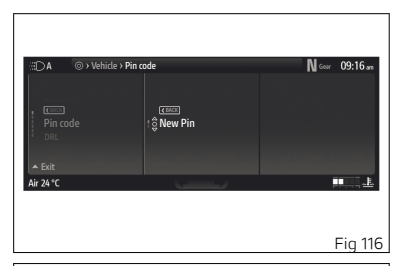 A Vehicle › Pin code N Gear 09:16 am
‹ BACK
Pin code
DRL
Exit
‹ BACK
New Pin
Air 24 °C
Fig 116